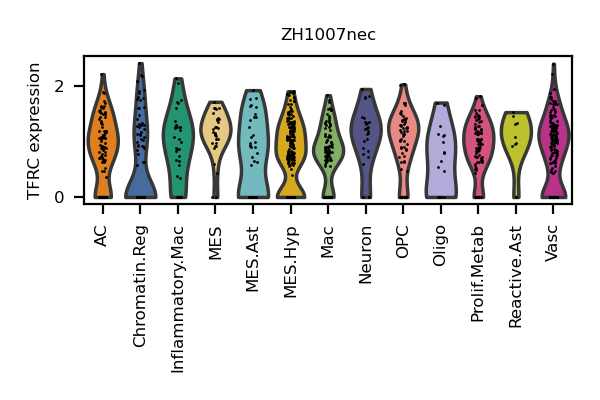 ZH1007nec
TFRC expression
2
0
AC
Chromatin.Reg
Inflammatory.Mac
MES
MES.Ast
MES.Hyp
Mac
Neuron
OPC
Oligo
Prolif.Metab
Reactive.Ast
Vasc